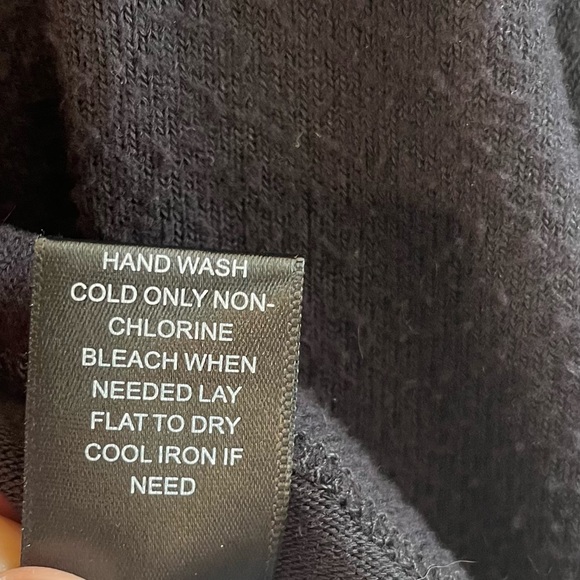 HAND WASH
COLD ONLY NON-
CHLORINE
BLEACH WHEN
NEEDED LAY
FLAT TO DRY
COOL IRON IF
NEED